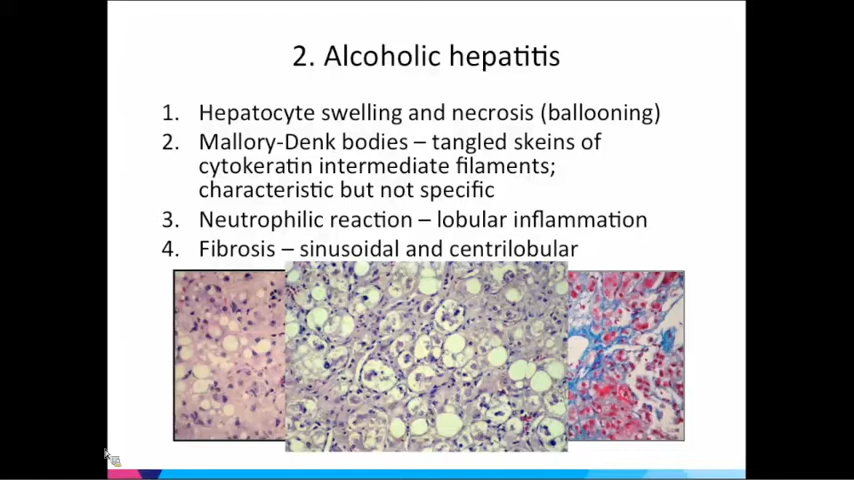 2. Alcoholic hepatitis
1. Hepatocyte swelling and necrosis (ballooning)
2. Mallory-Denk bodies – tangled skeins of
cytokeratin intermediate filaments;
characteristic but not specific
3. Neutrophilic reaction – lobular inflammation
4. Fibrosis – sinusoidal and centrilobular